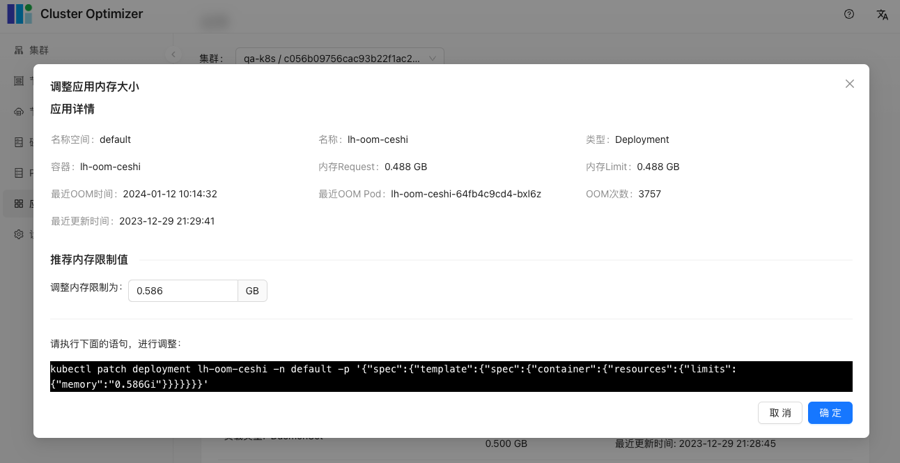 Cluster Optimizer
集群
集群： qa-k8s / c056b09756cac93b22f1ac2...
调整应用内存大小
应用详情
名称空间： default 名称： lh-oom-ceshi 类型： Deployment
容器： lh-oom-ceshi 内存Request： 0.488 GB 内存Limit： 0.488 GB
最近OOM时间： 2024-01-12 10:14:32 最近OOM Pod： lh-oom-ceshi-64fb4c9cd4-bxl6z OOM次数： 3757
最近更新时间： 2023-12-29 21:29:41
推荐内存限制值
调整内存限制为： 0.586 GB
请执行下面的语句，进行调整：
kubectl patch deployment lh-oom-ceshi -n default -p '{"spec":{"template":{"spec":{"container":{"resources":{"limits":
{"memory":"0.586Gi"}}}}}}}'
取 消 确 定
0.500 GB 最近更新时间: 2023-12-29 21:28:45